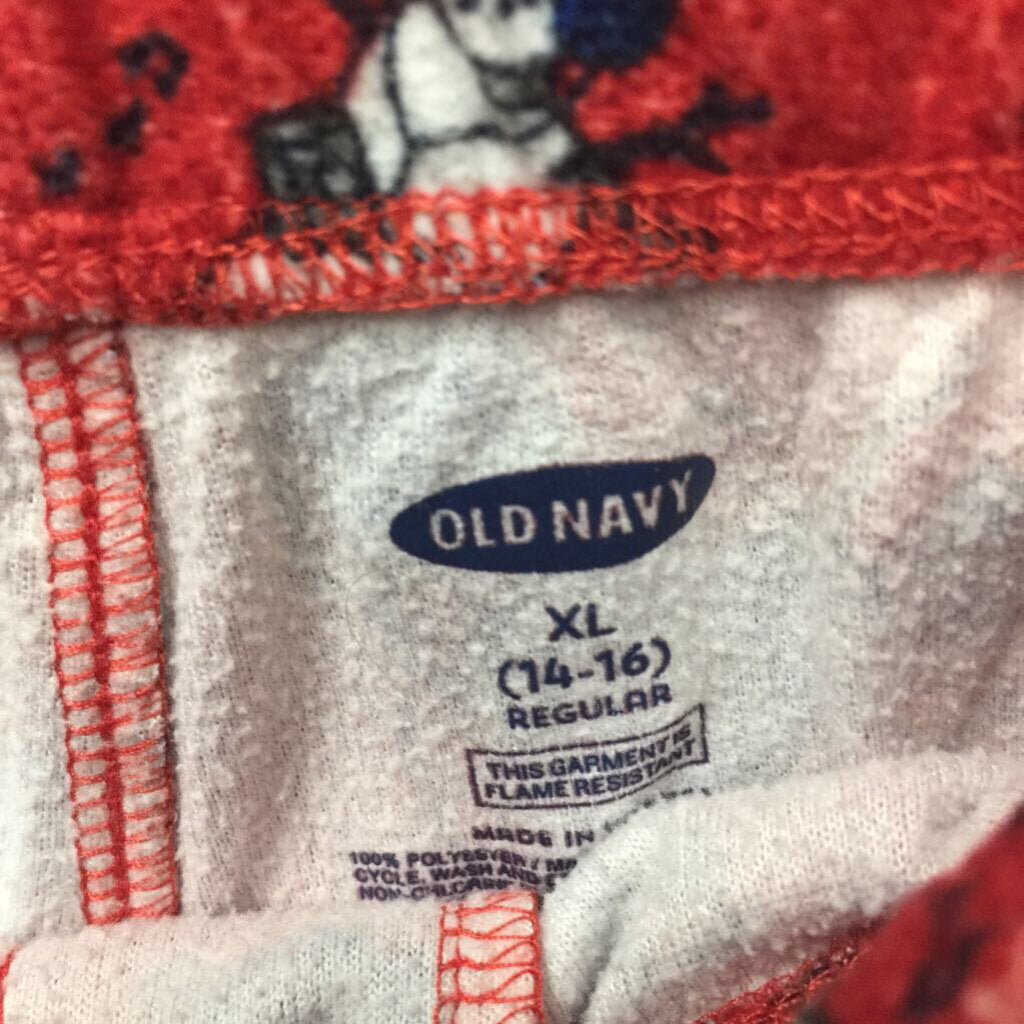 OLD NAVY
XL
(14-16)
REGULAR
THIS GARMENT IS
FLAME RESISTANT
MADE IN
100% POLYESTER /
CYCLE, WASH AND